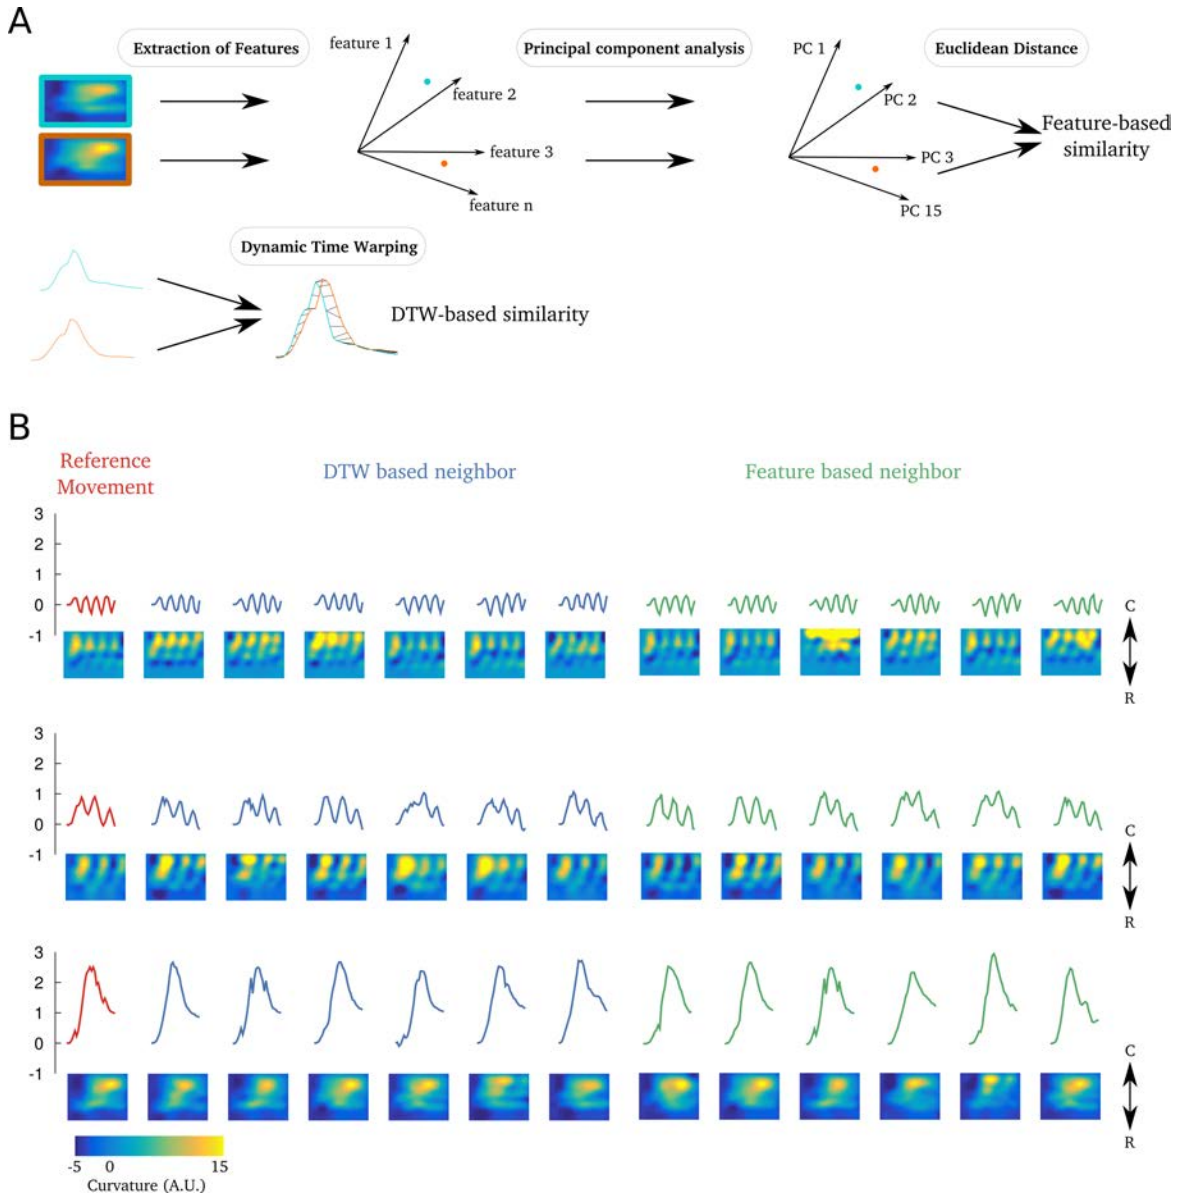 A
Extraction of Features
Principal component analysis
Euclidean Distance
feature 1
feature 2
feature 3
feature n
PC 1
PC 2
PC 3
PC 15
Feature-based
similarity
Dynamic Time Warping
DTW-based similarity
B
Reference
Movement
DTW based neighbor
Feature based neighbor
3
2
1
0
-1
C
R
3
2
1
0
-1
C
R
3
2
1
0
-1
C
R
-5 0 15
Curvature (A.U.)